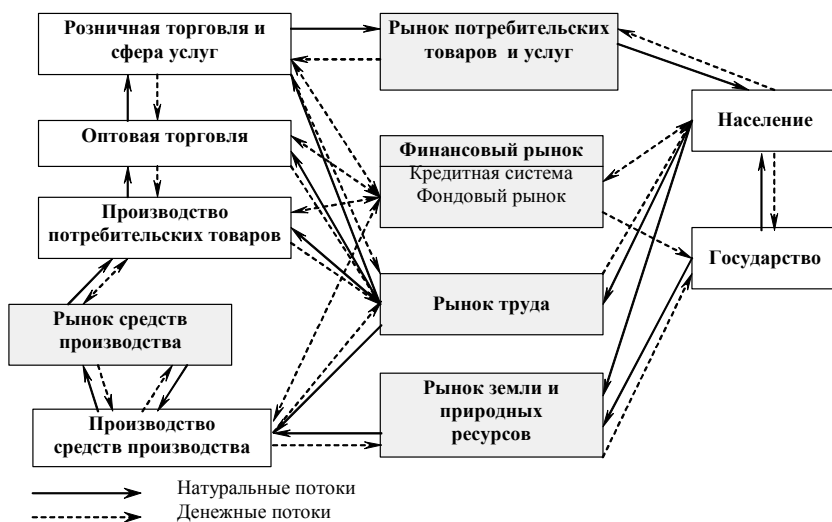 Розничная торговля и
сфера услуг
Рынок потребительских
товаров и услуг
Население
Оптовая торговля
Финансовый рынок
Кредитная система
Фондовый рынок
Производство
потребительских товаров
Государство
Рынок труда
Рынок средств
производства
Рынок земли и
природных
ресурсов
Производство
средств производства
Натуральные потоки
Денежные потоки